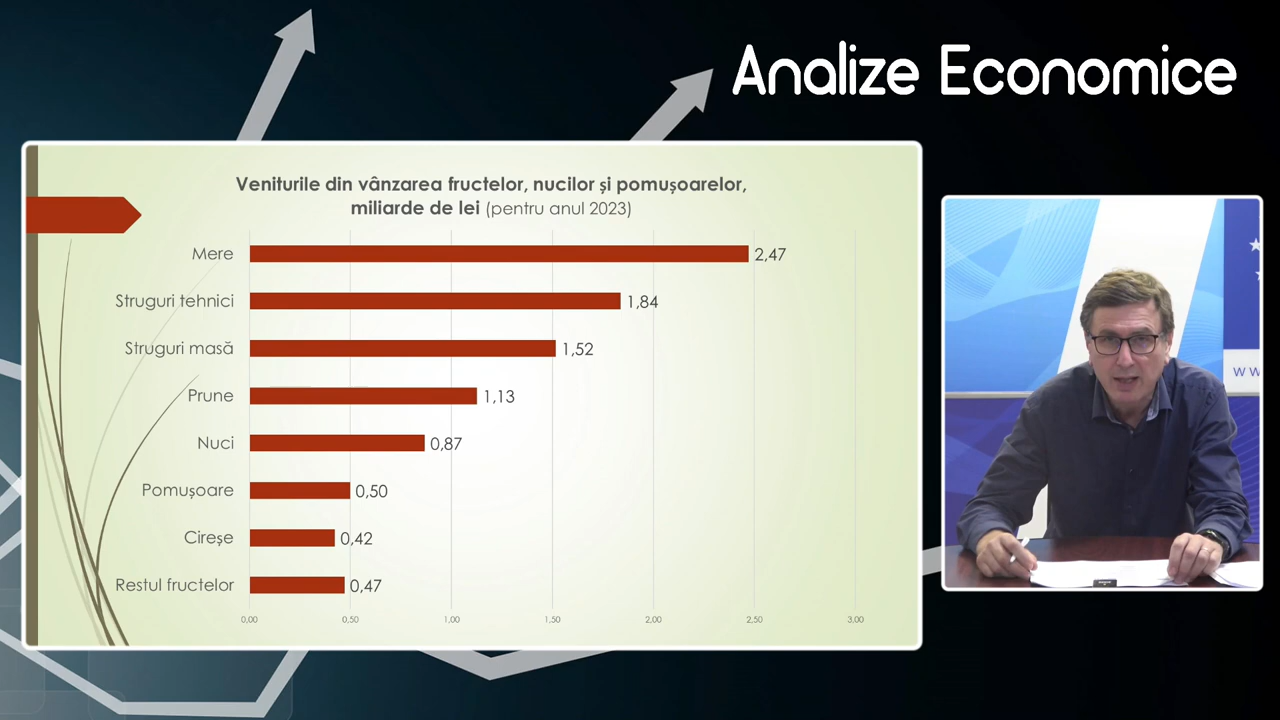 Analize Economice
Veniturile din vânzarea fructelor, nucilor și pomușoarelor,
miliarde de lei (pentru anul 2023)
Mere 2,47
Struguri tehnici 1,84
Struguri masă 1,52
Prune 1,13
Nuci 0,87
Pomușoare 0,50
Cireșe 0,42
Restul fructelor 0,47
0,00 0,50 1,00 1,50 2,00 2,50 3,00
W W